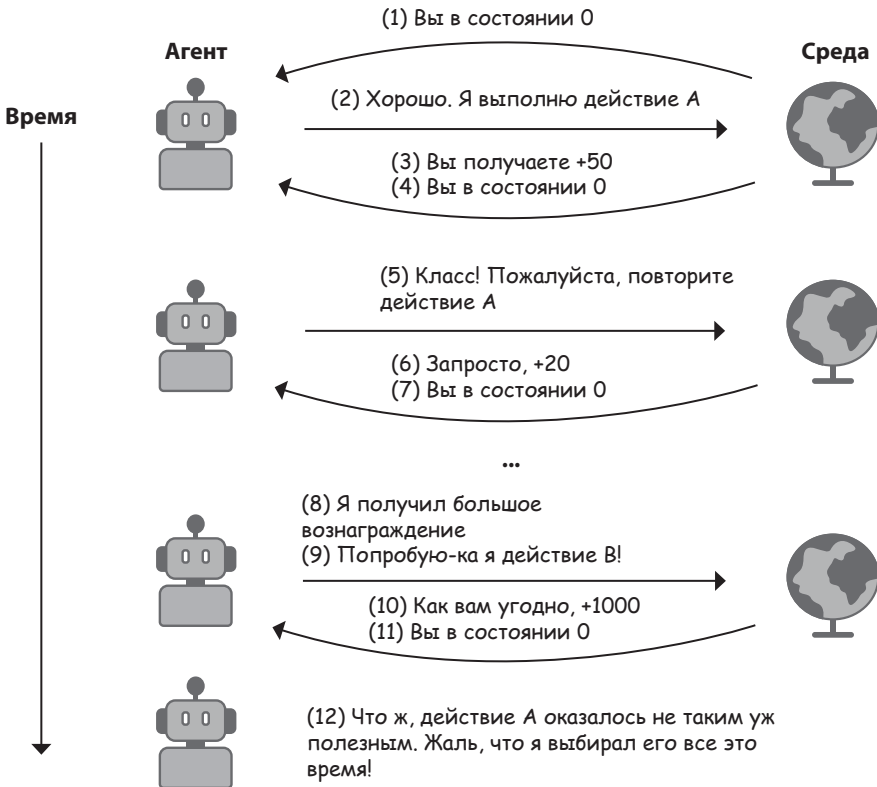 (1) Вы в состоянии 0
Агент
Среда
Время
(2) Хорошо. Я выполню действие А
(3) Вы получаете +50
(4) Вы в состоянии 0
(5) Класс! Пожалуйста, повторите
действие А
(6) Запросто, +20
(7) Вы в состоянии 0
...
(8) Я получил большое
вознаграждение
(9) Попробую-ка я действие В!
(10) Как вам угодно, +1000
(11) Вы в состоянии 0
(12) Что ж, действие А оказалось не таким уж
полезным. Жаль, что я выбирал его все это
время!